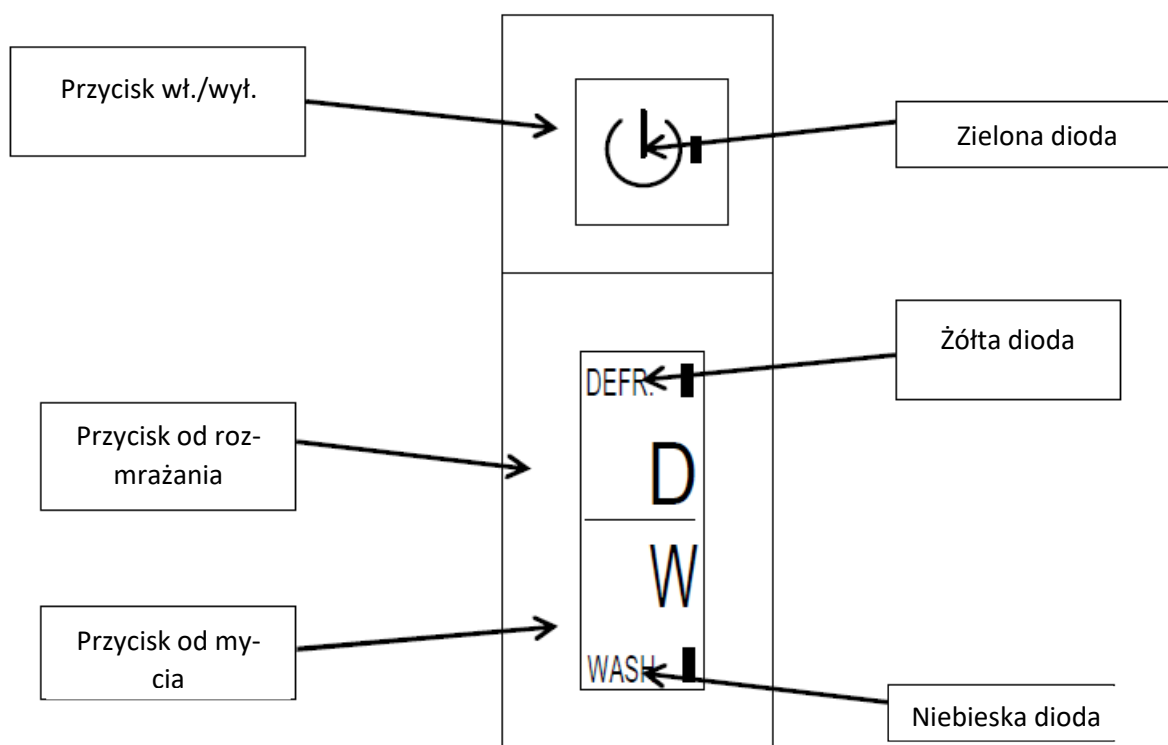 Przycisk wł./wył.
Zielona dioda
Żółta dioda
DEFR.
Przycisk od roz-
mrażania
D
W
Przycisk od my-
cia
WASH
Niebieska dioda